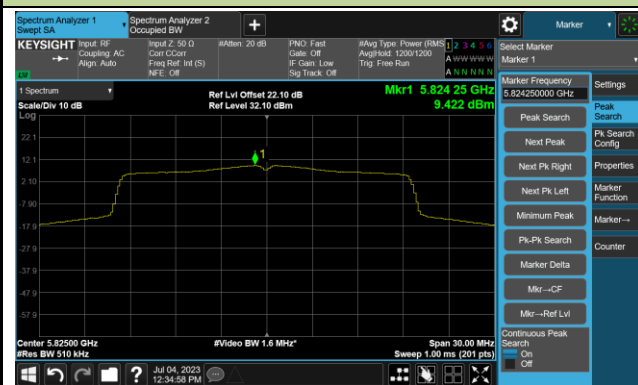 Spectrum Analyzer 1
Swept SA
Spectrum Analyzer 2
Occupied BW
Marker
KEYSIGHT
Input: RF
Coupling: AC
Align: Auto
Input Z: 50 Ω
Corr CCorr
Freq Ref: Int (S)
NFE: Off
#Atten: 20 dB
PNO: Fast
Gate: Off
IF Gain: Low
Sig Track: Off
#Avg Type: Power (RMS
Avg|Hold: 1200/1200
Trig: Free Run
1 2 3 4 5 6
A W W W W W
A N N N N N
LXI
Select Marker
Marker 1
1 Spectrum
Scale/Div 10 dB
Log
Ref Lvl Offset 22.10 dB
Ref Level 32.10 dBm
Mkr1 5.824 25 GHz
9.422 dBm
22.1
12.1
2.10
-7.90
-17.9
-27.9
-37.9
-47.9
-57.9
1
Center 5.82500 GHz
#Res BW 510 kHz
#Video BW 1.6 MHz*
Span 30.00 MHz
Sweep 1.00 ms (201 pts)
Marker Frequency
5.824250000 GHz
Peak Search
Next Peak
Next Pk Right
Next Pk Left
Minimum Peak
Pk-Pk Search
Marker Delta
Mkr→CF
Mkr→Ref Lvl
Continuous Peak
Search
On
Off
Settings
Peak
Search
Pk Search
Config
Properties
Marker
Function
Marker→
Counter
Jul 04, 2023
12:34:58 PM